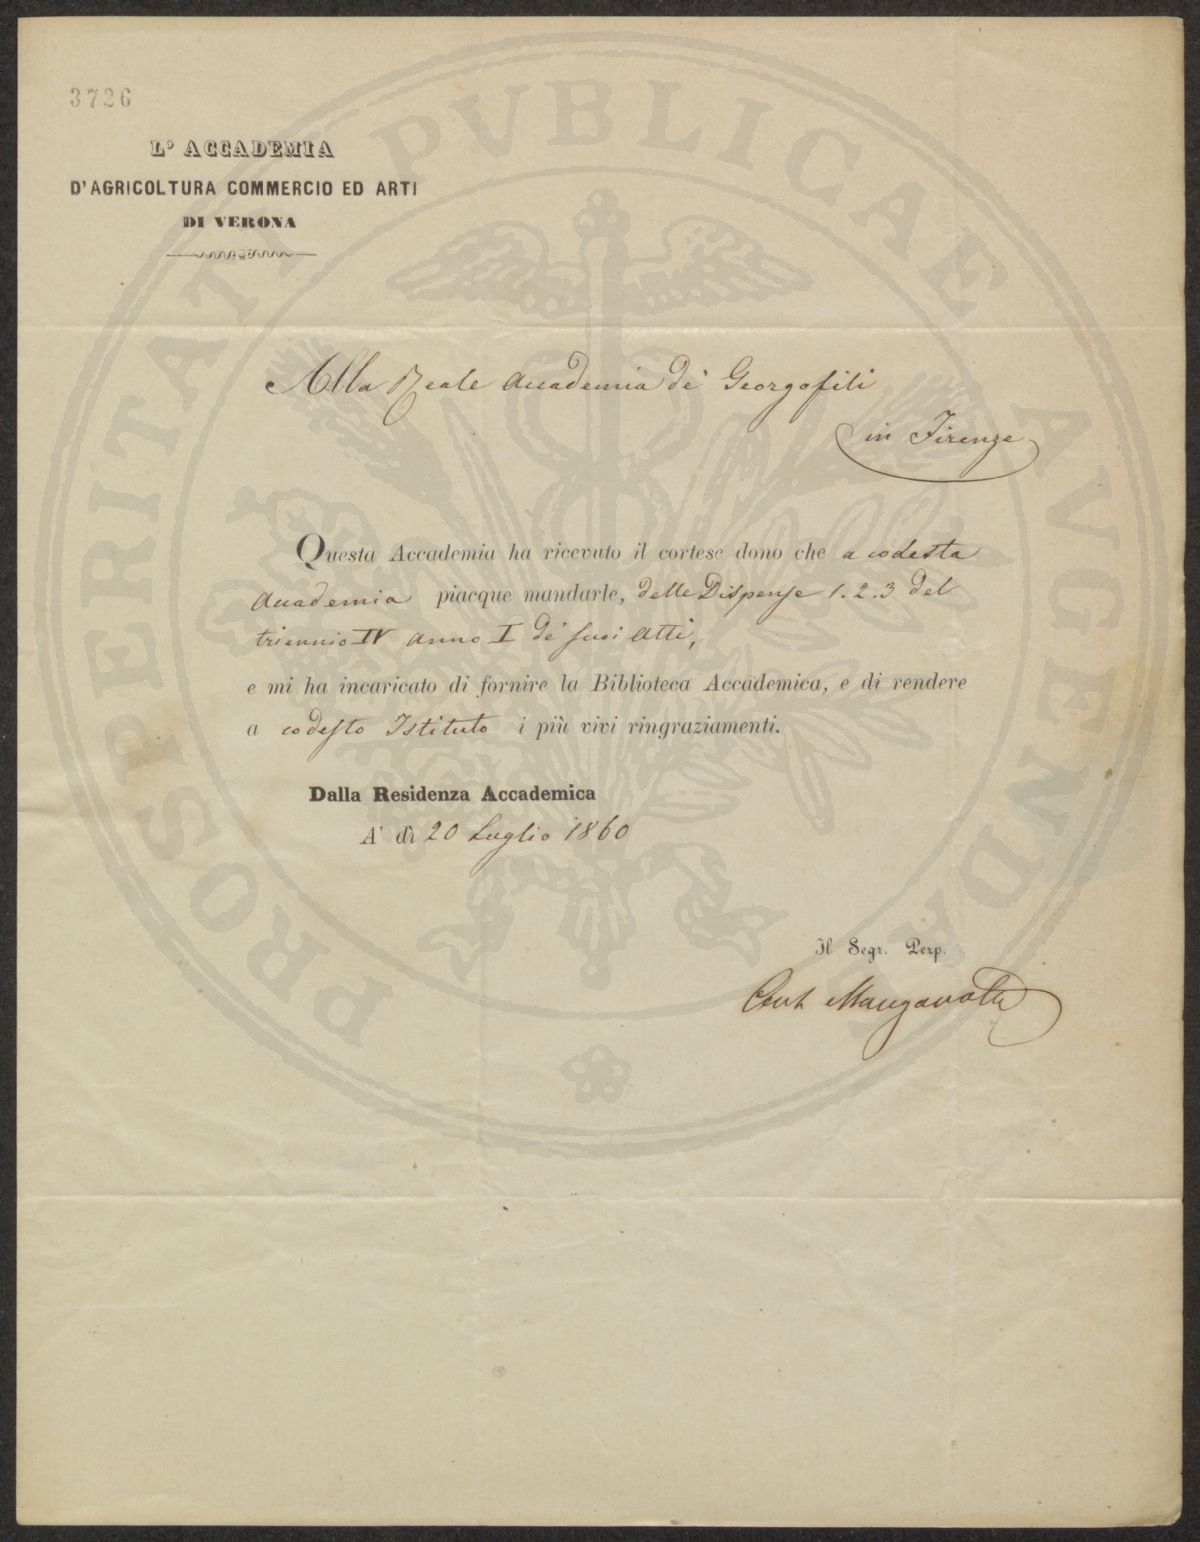 3726
L' ACCADEMIA
D'AGRICOLTURA COMMERCIO ED ARTI
DI VERONA
Alla Reale Accademia de' Georgofili
in Firenze
Questa Accademia ha ricevuto il cortese dono che a codesta
Accademia piacque mandarle, delle Dispense 1. 2. 3 del
triennio IV anno I de' suoi Atti,
e mi ha incaricato di fornire la Biblioteca Accademica, e di rendere
a codesto Istituto i più vivi ringraziamenti.
Dalla Residenza Accademica
A' dì 20 Luglio 1860
Il Segr. Perp.
Ant. Manganotti
PROSPERITATI PVBLICAE AVGENDAE